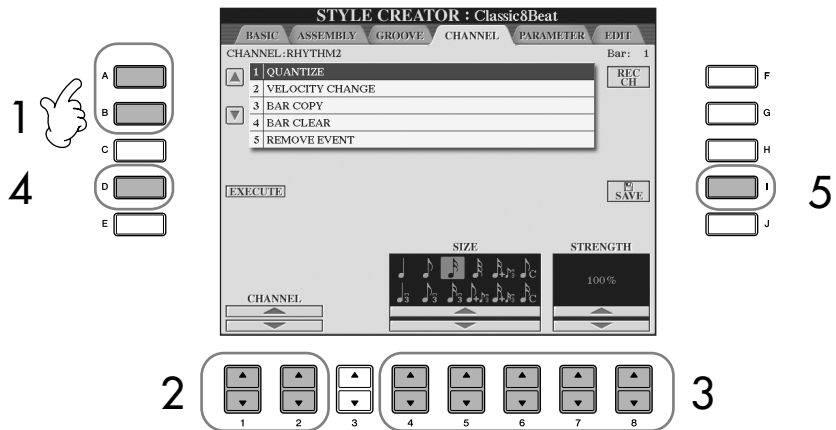 STYLE CREATOR : Classic8Beat
BASIC ASSEMBLY GROOVE CHANNEL PARAMETER EDIT
CHANNEL:RHYTHM2 Bar: 1
1 QUANTIZE
2 VELOCITY CHANGE
3 BAR COPY
4 BAR CLEAR
5 REMOVE EVENT
REC
CH
EXECUTE
SAVE
SIZE
STRENGTH
100%
CHANNEL
A
B
C
D
E
F
G
H
I
J
1
4
5
2
3
1 2 3 4 5 6 7 8